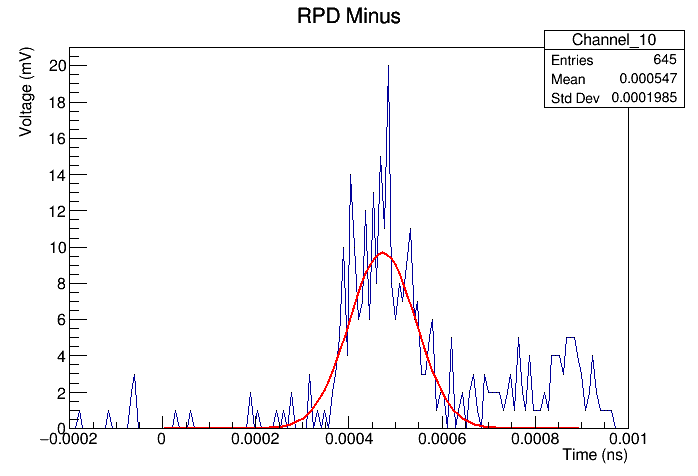 RPD Minus
Channel_10
Entries 645
Mean 0.000547
Std Dev 0.0001985
Voltage (mV)
20
18
16
14
12
10
8
6
4
2
0
−0.0002 0 0.0002 0.0004 0.0006 0.0008 0.001
Time (ns)